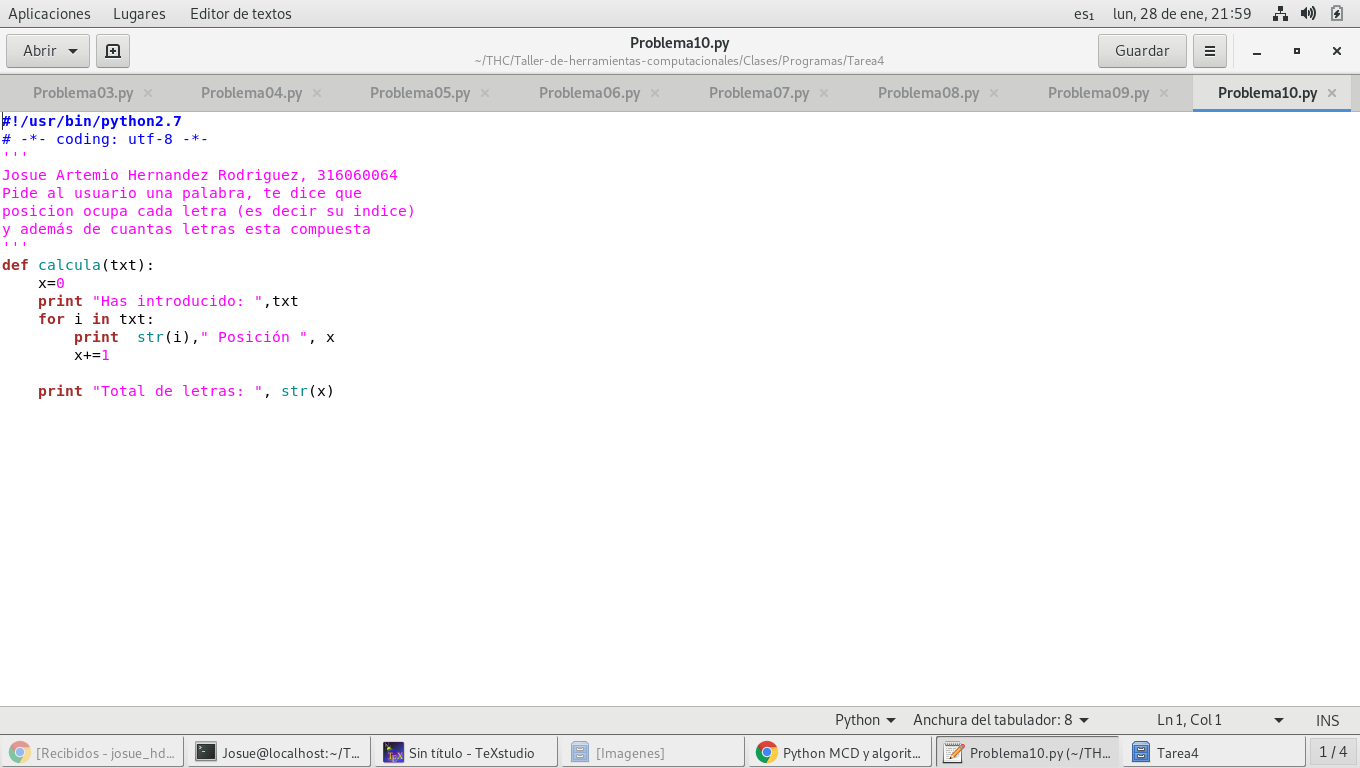 Aplicaciones Lugares Editor de textos es₁ lun, 28 de ene, 21:59
Abrir Problema10.py Guardar
~/THC/Taller-de-herramientas-computacionales/Clases/Programas/Tarea4
Problema03.py × Problema04.py × Problema05.py × Problema06.py × Problema07.py × Problema08.py × Problema09.py × Problema10.py ×
#!/usr/bin/python2.7
# -*- coding: utf-8 -*-
'''
Josue Artemio Hernandez Rodriguez, 316060064
Pide al usuario una palabra, te dice que
posicion ocupa cada letra (es decir su indice)
y además de cuantas letras esta compuesta
'''
def calcula(txt):
    x=0
    print "Has introducido: ",txt
    for i in txt:
        print  str(i)," Posición ", x
        x+=1
    print "Total de letras: ", str(x)
Python Anchura del tabulador: 8 Ln 1, Col 1 INS
[Recibidos - josue_hd... Josue@localhost:~/T... Sin título - TeXstudio [Imagenes] Python MCD y algorit... Problema10.py (~/TH... Tarea4 1 / 4